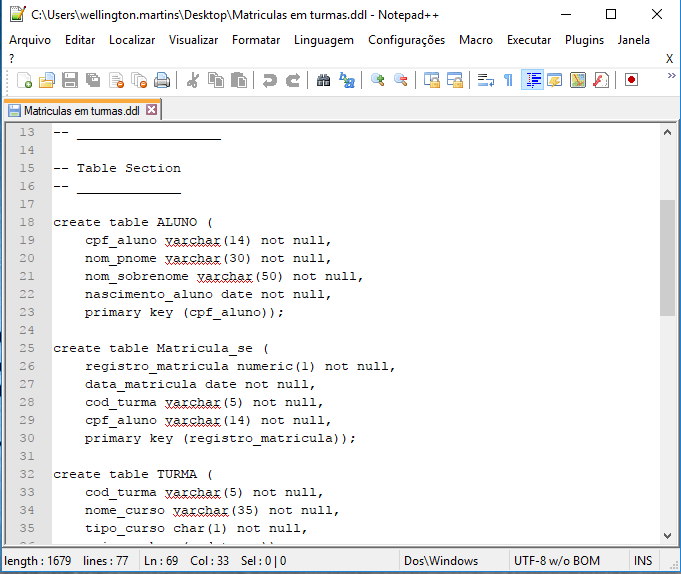 C:\Users\wellington.martins\Desktop\Matriculas em turmas.ddl - Notepad++
Arquivo Editar Localizar Visualizar Formatar Linguagem Configurações Macro Executar Plugins Janela
? X
Matriculas em turmas.ddl
13 -- __________________
14
15 -- Table Section
16 -- _____________
17
18 create table ALUNO (
19 cpf_aluno varchar(14) not null,
20 nom_pnome varchar(30) not null,
21 nom_sobrenome varchar(50) not null,
22 nascimento_aluno date not null,
23 primary key (cpf_aluno));
24
25 create table Matricula_se (
26 registro_matricula numeric(1) not null,
27 data_matricula date not null,
28 cod_turma varchar(5) not null,
29 cpf_aluno varchar(14) not null,
30 primary key (registro_matricula));
31
32 create table TURMA (
33 cod_turma varchar(5) not null,
34 nome_curso varchar(35) not null,
35 tipo_curso char(1) not null,
length : 1679 lines : 77 Ln : 69 Col : 33 Sel : 0 | 0 Dos\Windows UTF-8 w/o BOM INS